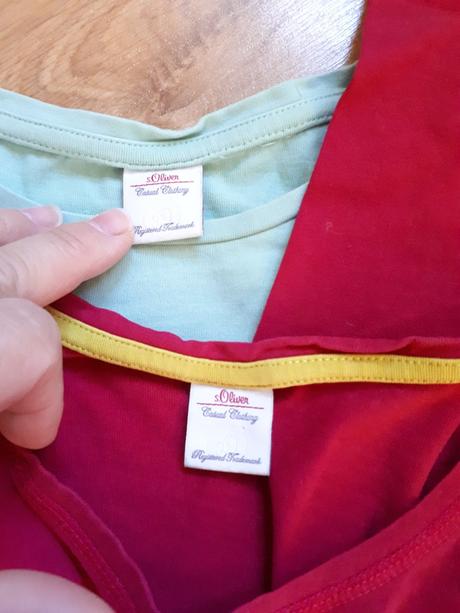 s.Oliver
Casual Clothing
Registered Trademark
s.Oliver
Casual Clothing
Registered Trademark